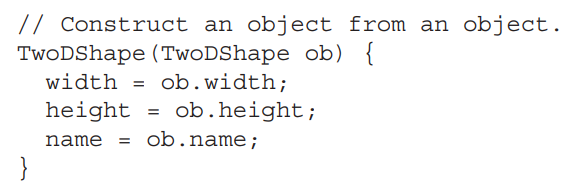 // Construct an object from an object.
TwoDShape(TwoDShape ob) {
  width = ob.width;
  height = ob.height;
  name = ob.name;
}